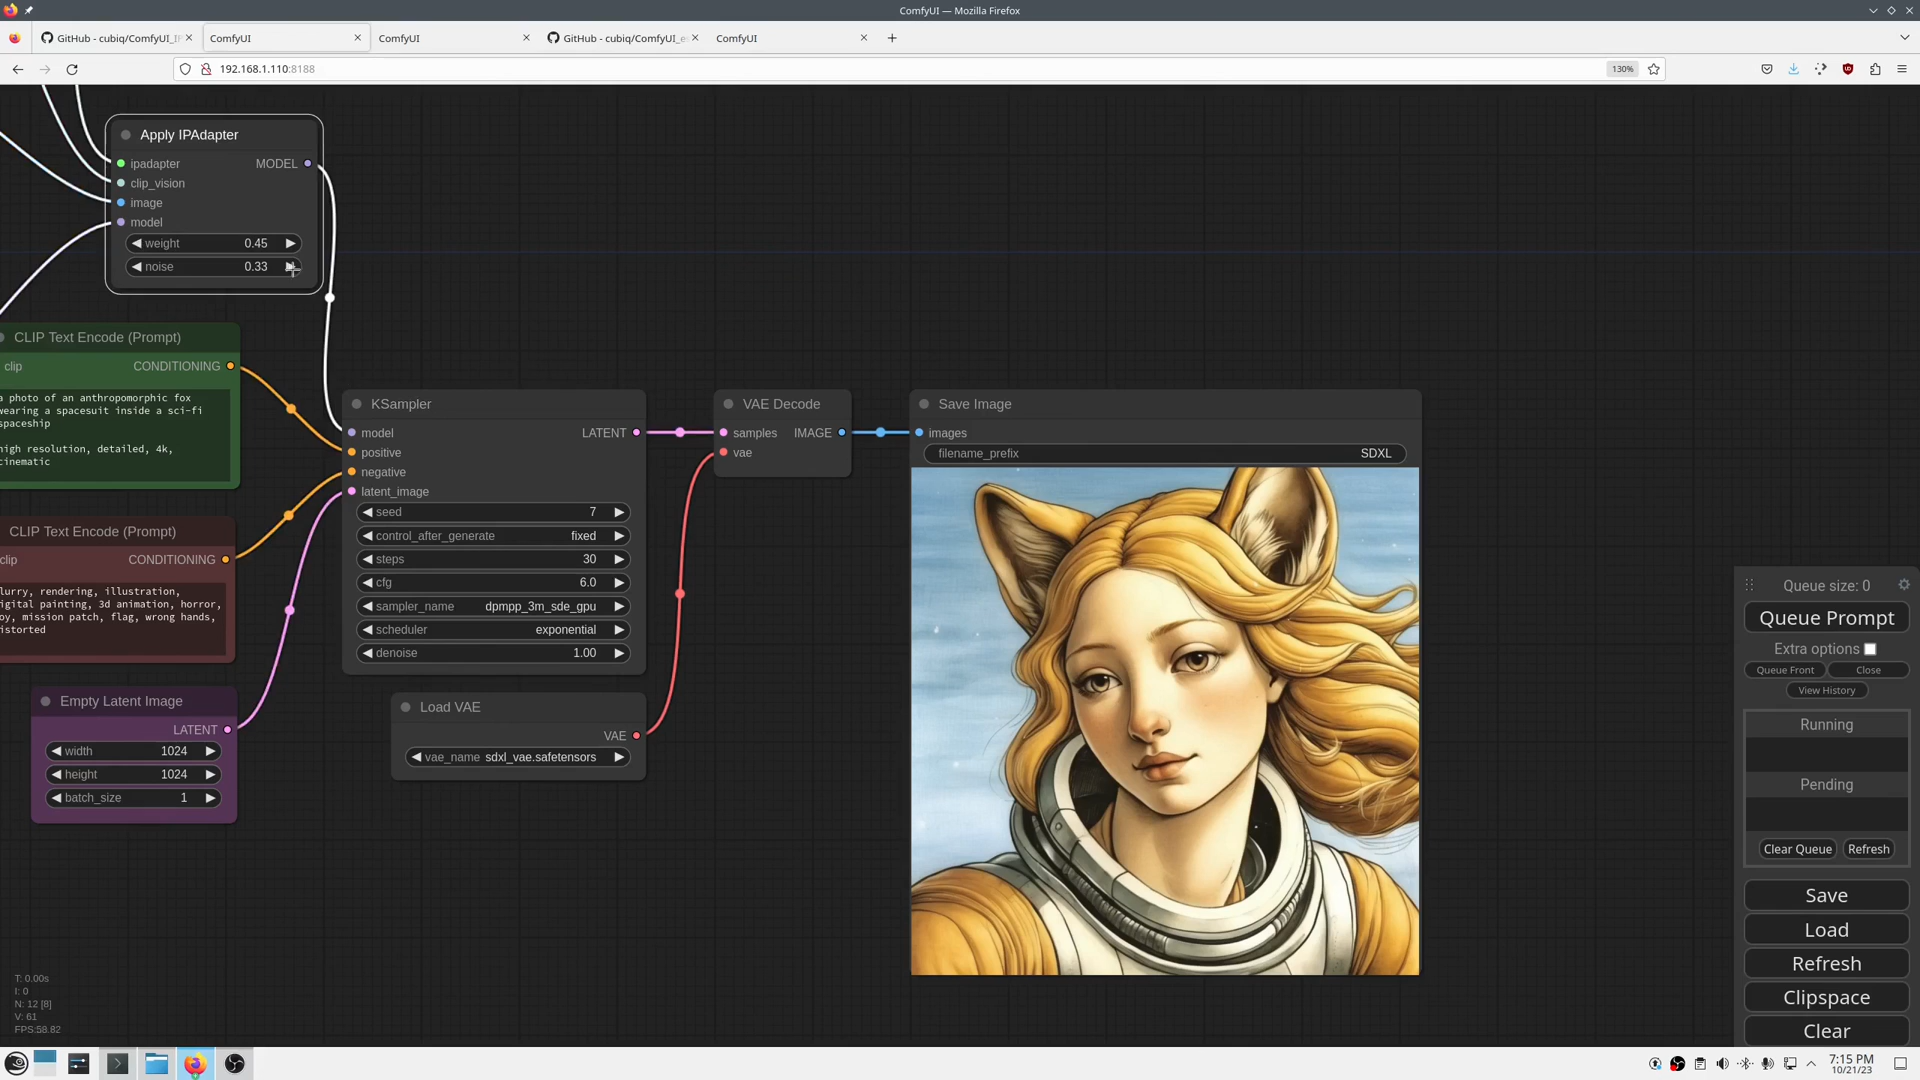 ComfyUI — Mozilla Firefox
GitHub - cubiq/ComfyUI_IP
ComfyUI
ComfyUI
GitHub - cubiq/ComfyUI_e
ComfyUI
192.168.1.110:8188
130%
Apply IPAdapter
ipadapter MODEL
clip_vision
image
model
weight 0.45
noise 0.33
CLIP Text Encode (Prompt)
clip CONDITIONING
a photo of an anthropomorphic fox
wearing a spacesuit inside a sci-fi
spaceship
high resolution, detailed, 4k,
cinematic
CLIP Text Encode (Prompt)
clip CONDITIONING
lurry, rendering, illustration,
igital painting, 3d animation, horror,
oy, mission patch, flag, wrong hands,
istorted
Empty Latent Image
LATENT
width 1024
height 1024
batch_size 1
KSampler
model LATENT
positive
negative
latent_image
seed 7
control_after_generate fixed
steps 30
cfg 6.0
sampler_name dpmpp_3m_sde_gpu
scheduler exponential
denoise 1.00
Load VAE
VAE
vae_name sdxl_vae.safetensors
VAE Decode
samples IMAGE
vae
Save Image
images
filename_prefix SDXL
Queue size: 0
Queue Prompt
Extra options
Queue Front Close
View History
Running
Pending
Clear Queue Refresh
Save
Load
Refresh
Clipspace
Clear
T: 0.00s
I: 0
N: 12 [8]
V: 61
FPS:58.82
7:15 PM
10/21/23